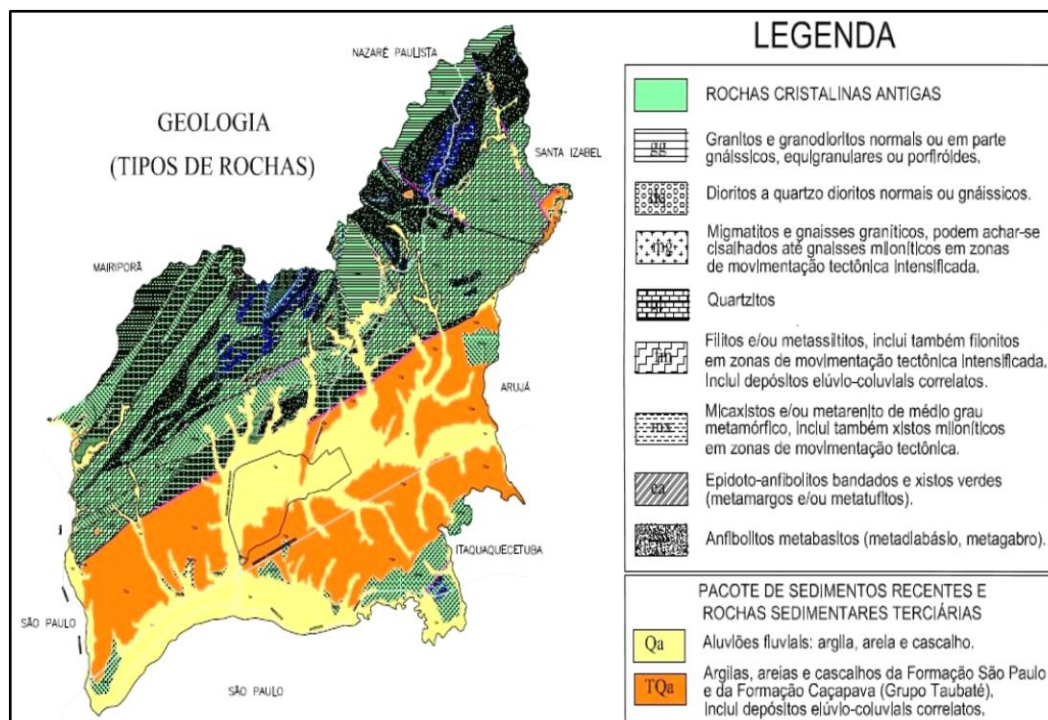 GEOLOGIA
(TIPOS DE ROCHAS)
NAZARÉ PAULISTA
SANTA IZABEL
MAIRIPORÃ
ARUJÁ
ITAQUAQUECETUBA
SÃO PAULO
SÃO PAULO
LEGENDA
ROCHAS CRISTALINAS ANTIGAS
gg
Granitos e granodioritos normais ou em parte
gnáissicos, equigranulares ou porfiróides.
Dioritos a quartzo dioritos normais ou gnáissicos.
mg
Migmatitos e gnaisses graníticos, podem achar-se
cisalhados até gnaisses miloníticos em zonas
de movimentação tectônica intensificada.
Quartzitos
Filitos e/ou metassiltitos, inclui também filonitos
em zonas de movimentação tectônica intensificada.
Inclui depósitos elúvio-coluviais correlatos.
mx
Micaxistos e/ou metarenito de médio grau
metamórfico, inclui também xistos miloníticos
em zonas de movimentação tectônica.
ea
Epidoto-anfibolitos bandados e xistos verdes
(metamargos e/ou metatufitos).
Anfibolitos metabasitos (metadiabásio, metagabro).
PACOTE DE SEDIMENTOS RECENTES E
ROCHAS SEDIMENTARES TERCIÁRIAS
Qa
Aluviões fluviais: argila, areia e cascalho.
TQa
Argilas, areias e cascalhos da Formação São Paulo
e da Formação Caçapava (Grupo Taubaté).
Inclui depósitos elúvio-coluviais correlatos.